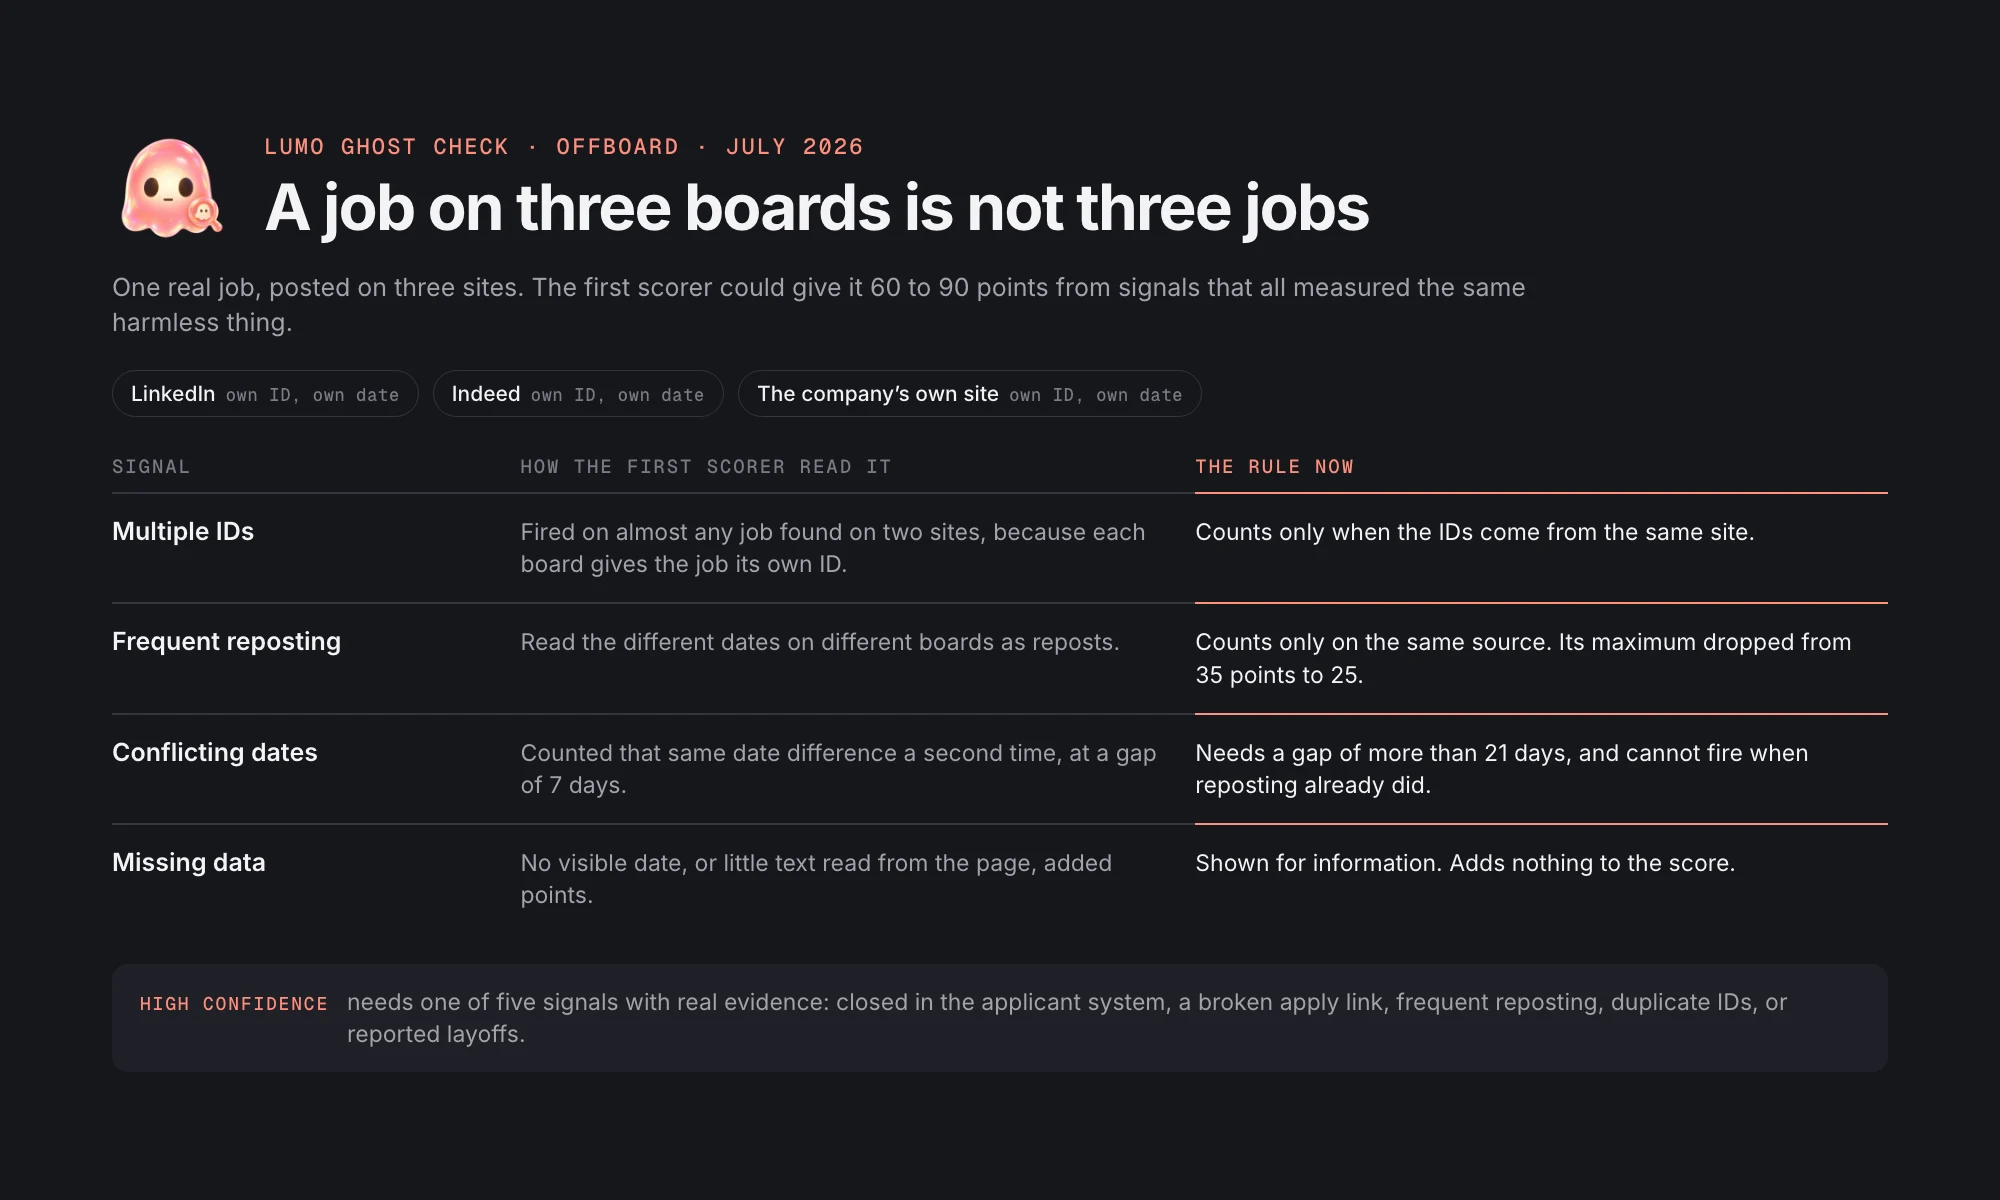 LUMO GHOST CHECK · OFFBOARD · JULY 2026
A job on three boards is not three jobs
One real job, posted on three sites. The first scorer could give it 60 to 90 points from signals that all measured the same
harmless thing.
LinkedIn own ID, own date
Indeed own ID, own date
The company’s own site own ID, own date
SIGNAL
HOW THE FIRST SCORER READ IT
THE RULE NOW
Multiple IDs
Fired on almost any job found on two sites, because each
board gives the job its own ID.
Counts only when the IDs come from the same site.
Frequent reposting
Read the different dates on different boards as reposts.
Counts only on the same source. Its maximum dropped from
35 points to 25.
Conflicting dates
Counted that same date difference a second time, at a gap
of 7 days.
Needs a gap of more than 21 days, and cannot fire when
reposting already did.
Missing data
No visible date, or little text read from the page, added
points.
Shown for information. Adds nothing to the score.
HIGH CONFIDENCE needs one of five signals with real evidence: closed in the applicant system, a broken apply link, frequent reposting, duplicate IDs, or
reported layoffs.